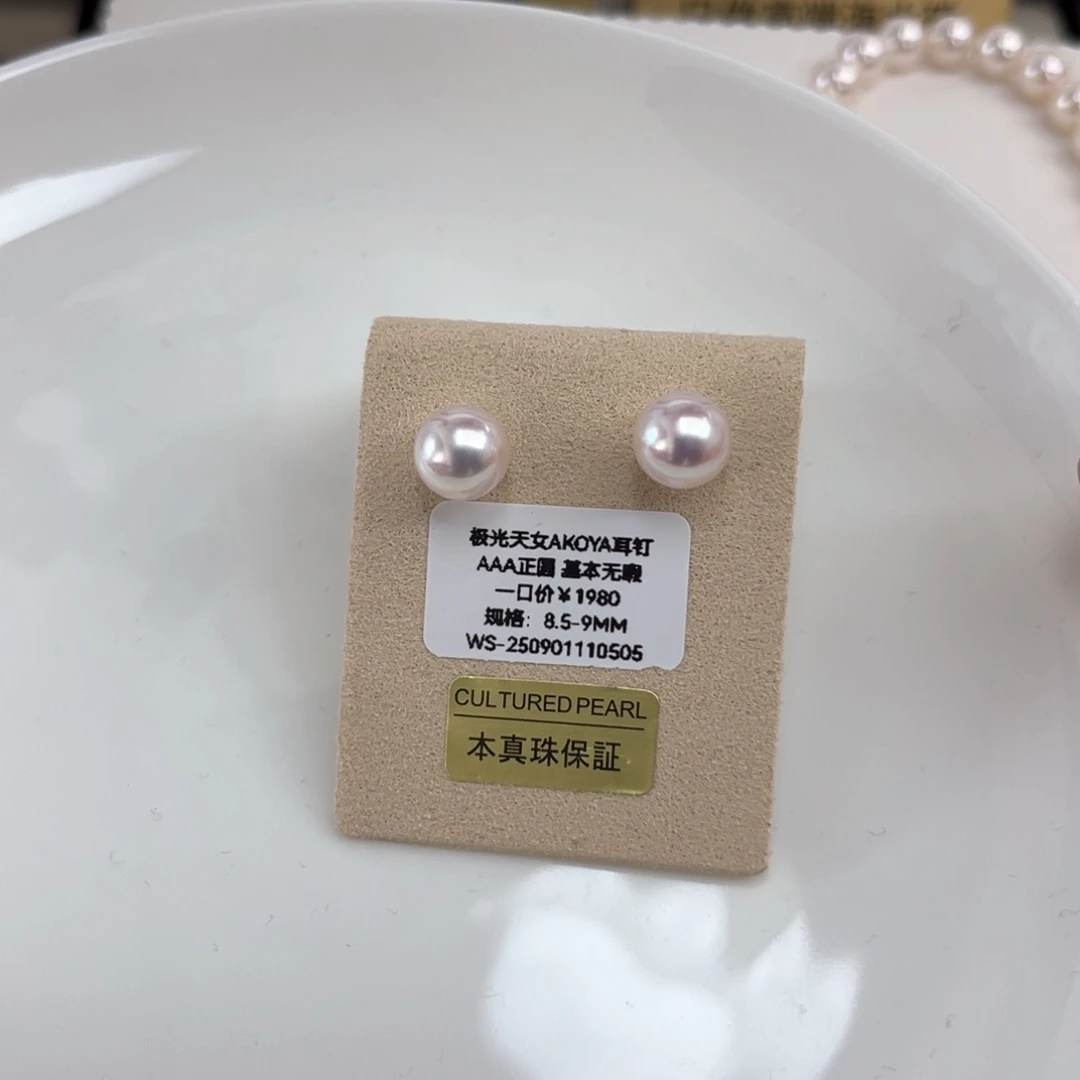 极光天女AKOYA耳钉
AAA正圆 基本无暇
一口价￥1980
规格：8.5-9MM
WS-250901110505
CULTURED PEARL
本真珠保証